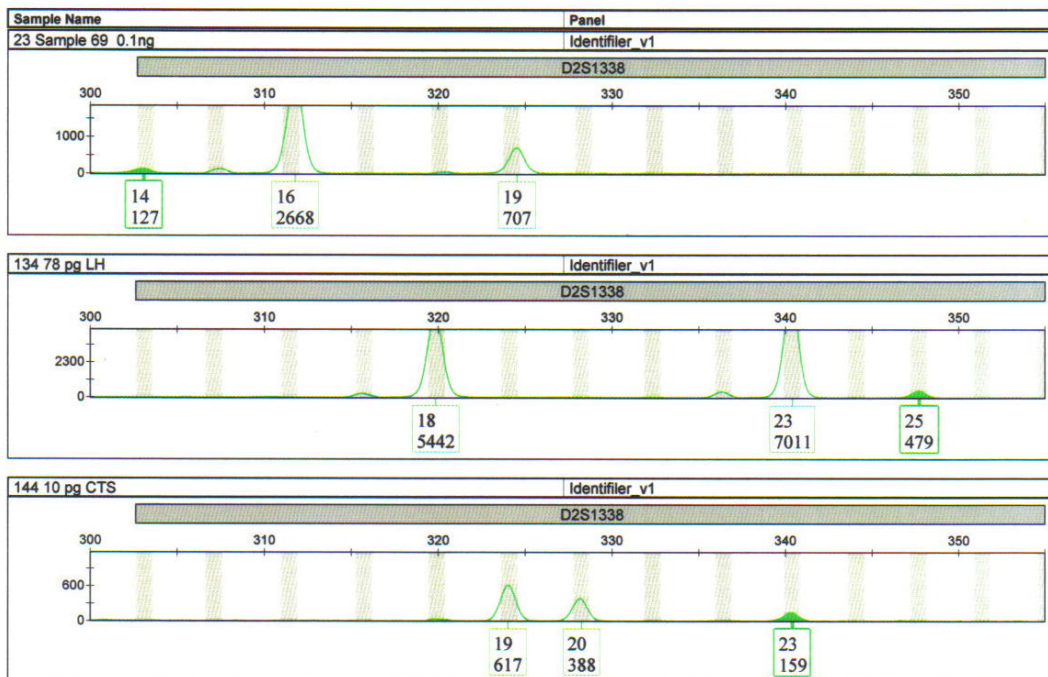 Sample Name Panel
23 Sample 69 0.1ng Identifiler_v1
D2S1338
300 310 320 330 340 350
1000
0
14 16 19
127 2668 707
134 78 pg LH Identifiler_v1
D2S1338
300 310 320 330 340 350
2300
0
18 23 25
5442 7011 479
144 10 pg CTS Identifiler_v1
D2S1338
300 310 320 330 340 350
600
0
19 20 23
617 388 159